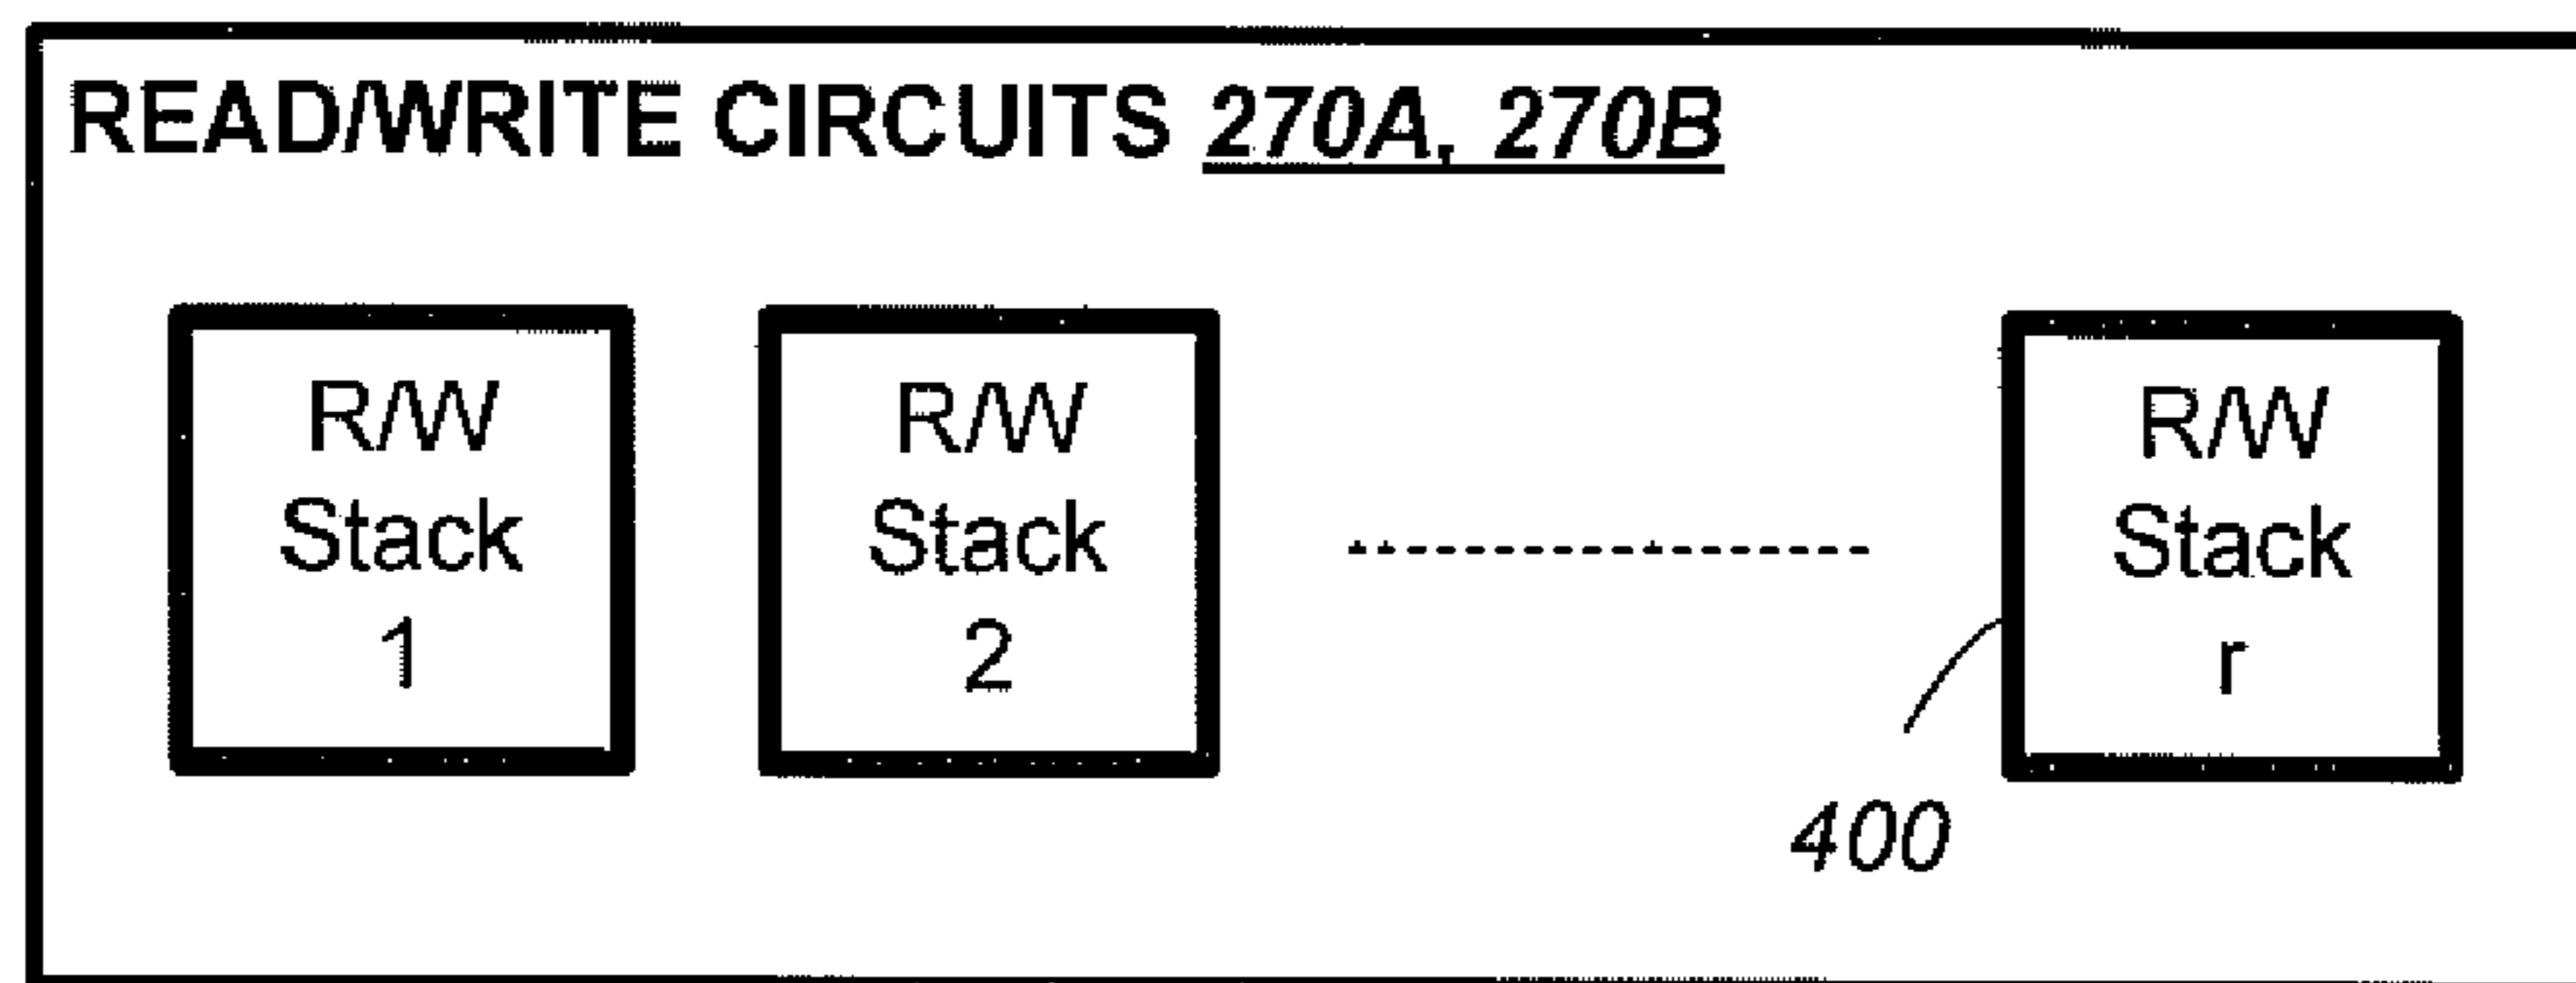 READ/WRITE CIRCUITS 270A, 270B
R/W
Stack
1
R/W
Stack
2
R/W
Stack
r
400